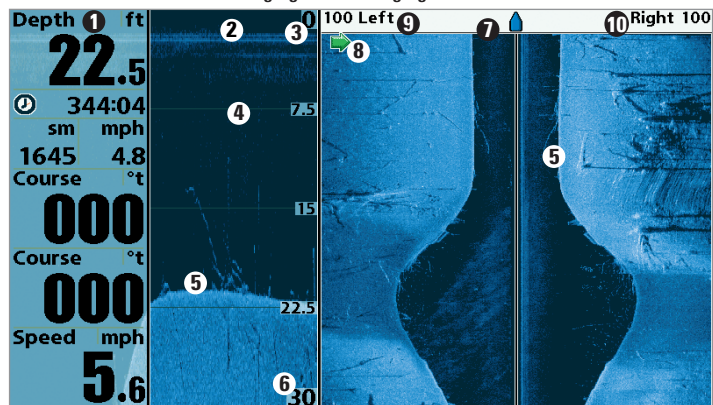 Depth 1 ft
22.5
344:04
sm mph
1645 4.8
Course °t
000
Course °t
000
Speed mph
5.6
2 3 0
4 7.5
15
5
22.5
6 30
100 Left 9 7 10 Right 100
8
5